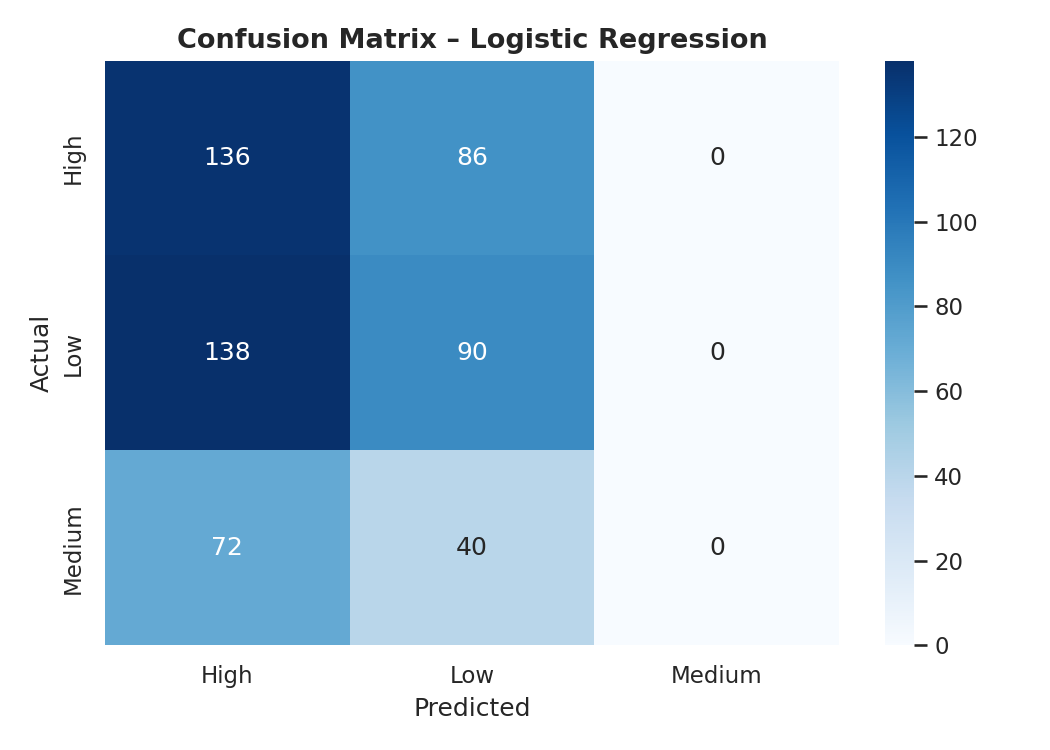 Confusion Matrix – Logistic Regression
Actual
High
136
86
0
Low
138
90
0
Medium
72
40
0
High
Low
Medium
Predicted
120
100
80
60
40
20
0